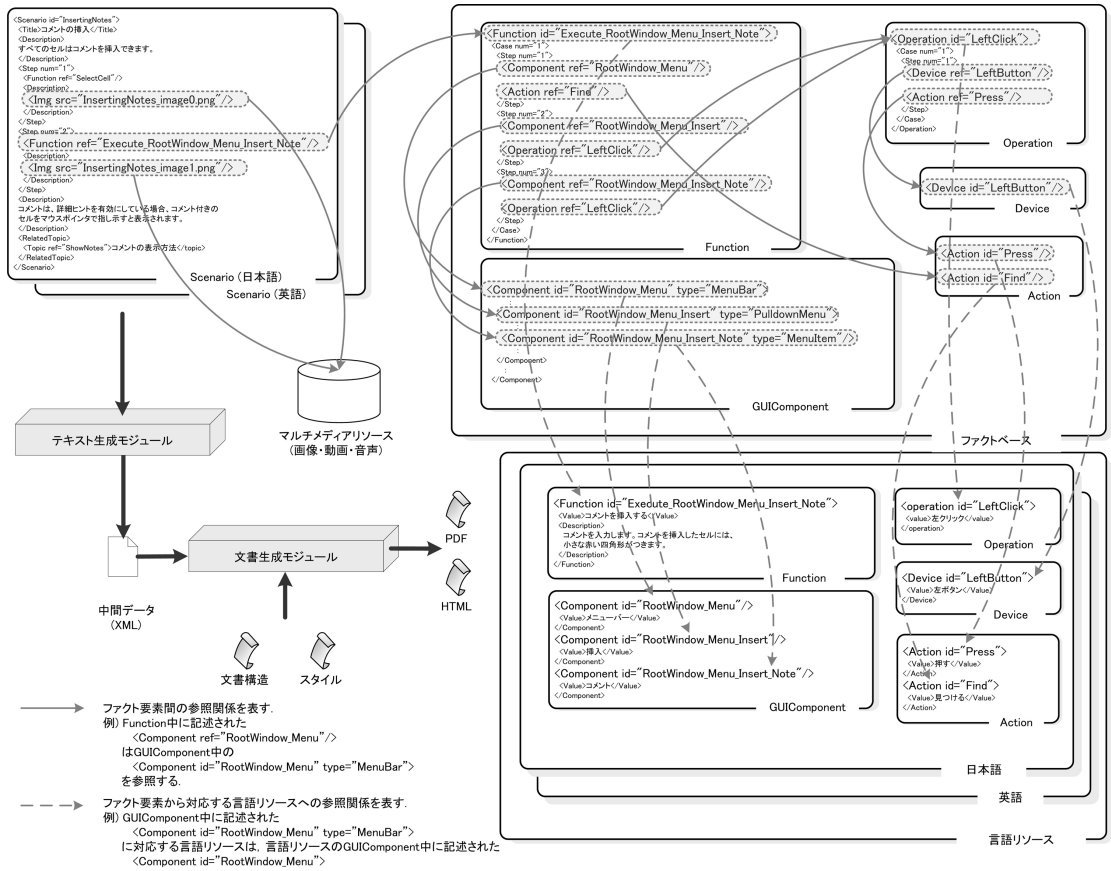 <Scenario id="InsertingNotes">
<Title>コメントの挿入</Title>
<Description>
すべてのセルはコメントを挿入できます。
</Description>
<Step num="1">
<Function ref="SelectCell"/>
<Description>
<Img src="InsertingNotes_image0.png"/>
</Description>
</Step>
<Step num="2">
<Function ref="Execute_RootWindow_Menu_Insert_Note"/>
<Description>
<Img src="InsertingNotes_image1.png"/>
</Description>
</Step>
<Description>
コメントは、詳細ヒントを有効にしている場合、コメント付きの
セルをマウスポインタで指し示すと表示されます。
</Description>
<RelatedTopic>
<Topic ref="ShowNotes">コメントの表示方法</topic>
</RelatedTopic>
</Scenario>
Scenario (日本語)
Scenario (英語)
<Function id="Execute_RootWindow_Menu_Insert_Note">
<Case num="1">
<Step num="1">
<Component ref="RootWindow_Menu"/>
<Action ref="Find"/>
</Step>
<Step num="2">
<Component ref="RootWindow_Menu_Insert"/>
<Operation ref="LeftClick"/>
</Step>
<Step num="3">
<Component ref="RootWindow_Menu_Insert_Note"/>
<Operation ref="LeftClick"/>
</Step>
</Case>
</Function>
Function
<Operation id="LeftClick">
<Case num="1">
<Step num="1">
<Device ref="LeftButton"/>
<Action ref="Press"/>
</Step>
</Case>
</Operation>
Operation
<Device id="LeftButton"/>
Device
<Action id="Press"/>
<Action id="Find"/>
Action
<Component id="RootWindow_Menu" type="MenuBar">
:
<Component id="RootWindow_Menu_Insert" type="PulldownMenu">
<Component id="RootWindow_Menu_Insert_Note" type="MenuItem"/>
:
</Component>
:
</Component>
GUIComponent
ファクトベース
テキスト生成モジュール
マルチメディアリソース
(画像・動画・音声)
中間データ
(XML)
文書生成モジュール
PDF
HTML
文書構造
スタイル
<Function id="Execute_RootWindow_Menu_Insert_Note">
<Value>コメントを挿入する</Value>
<Description>
コメントを入力します。コメントを挿入したセルには、
小さな赤い四角形がつきます。
</Description>
</Function>
Function
<Component id="RootWindow_Menu"/>
<Value>メニューバー</Value>
</Component>
<Component id="RootWindow_Menu_Insert"/>
<Value>挿入</Value>
</Component>
<Component id="RootWindow_Menu_Insert_Note"/>
<Value>コメント</Value>
</Component>
GUIComponent
<operation id="LeftClick">
<value>左クリック</value>
</operation>
Operation
<Device id="LeftButton">
<Value>左ボタン</Value>
</Device>
Device
<Action id="Press">
<Value>押す</Value>
</Action>
<Action id="Find">
<Value>見つける</Value>
</Action>
Action
日本語
英語
言語リソース
ファクト要素間の参照関係を表す.
例) Function中に記述された
<Component ref="RootWindow_Menu"/>
はGUIComponent中の
<Component id="RootWindow_Menu" type="MenuBar">
を参照する.
ファクト要素から対応する言語リソースへの参照関係を表す.
例) GUIComponent中に記述された
<Component id="RootWindow_Menu" type="MenuBar">
に対応する言語リソースは, 言語リソースのGUIComponent中に記述された
<Component id="RootWindow_Menu">